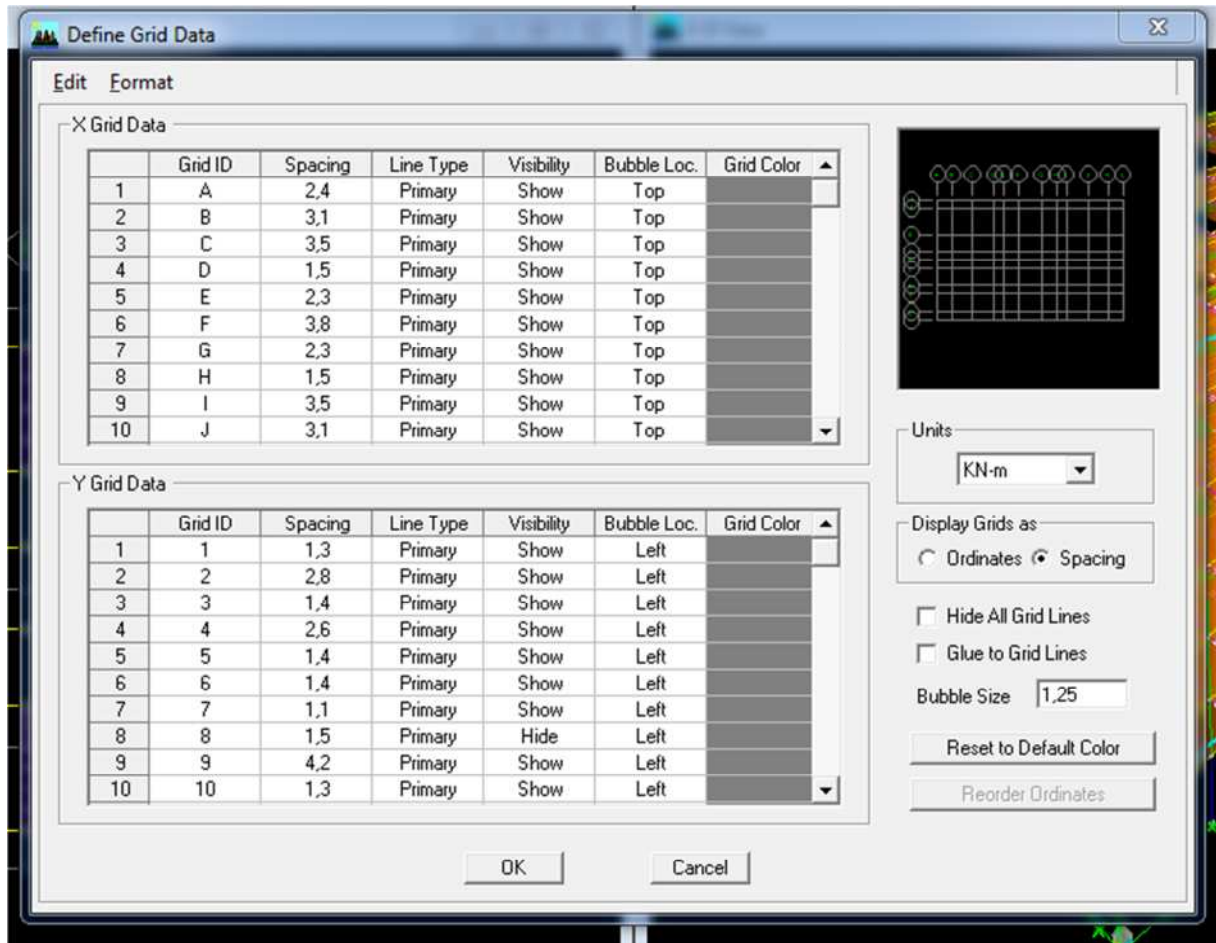 Define Grid Data
Edit Format
X Grid Data
Grid ID Spacing Line Type Visibility Bubble Loc. Grid Color
1 A 2,4 Primary Show Top
2 B 3,1 Primary Show Top
3 C 3,5 Primary Show Top
4 D 1,5 Primary Show Top
5 E 2,3 Primary Show Top
6 F 3,8 Primary Show Top
7 G 2,3 Primary Show Top
8 H 1,5 Primary Show Top
9 I 3,5 Primary Show Top
10 J 3,1 Primary Show Top
Y Grid Data
Grid ID Spacing Line Type Visibility Bubble Loc. Grid Color
1 1 1,3 Primary Show Left
2 2 2,8 Primary Show Left
3 3 1,4 Primary Show Left
4 4 2,6 Primary Show Left
5 5 1,4 Primary Show Left
6 6 1,4 Primary Show Left
7 7 1,1 Primary Show Left
8 8 1,5 Primary Hide Left
9 9 4,2 Primary Show Left
10 10 1,3 Primary Show Left
Units
KN-m
Display Grids as
Ordinates Spacing
Hide All Grid Lines
Glue to Grid Lines
Bubble Size 1,25
Reset to Default Color
Reorder Ordinates
OK Cancel